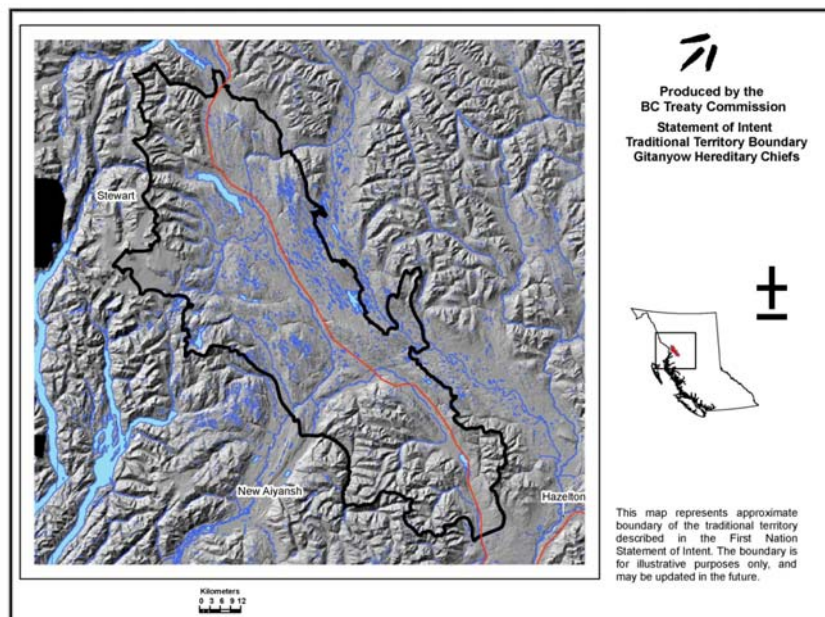 Produced by the
BC Treaty Commission
Statement of Intent
Traditional Territory Boundary
Gitanyow Hereditary Chiefs
Stewart
New Aiyansh
Hazelton
This map represents approximate
boundary of the traditional territory
described in the First Nation
Statement of Intent. The boundary is
for illustrative purposes only, and
may be updated in the future.
Kilometers
0 3 6 9 12